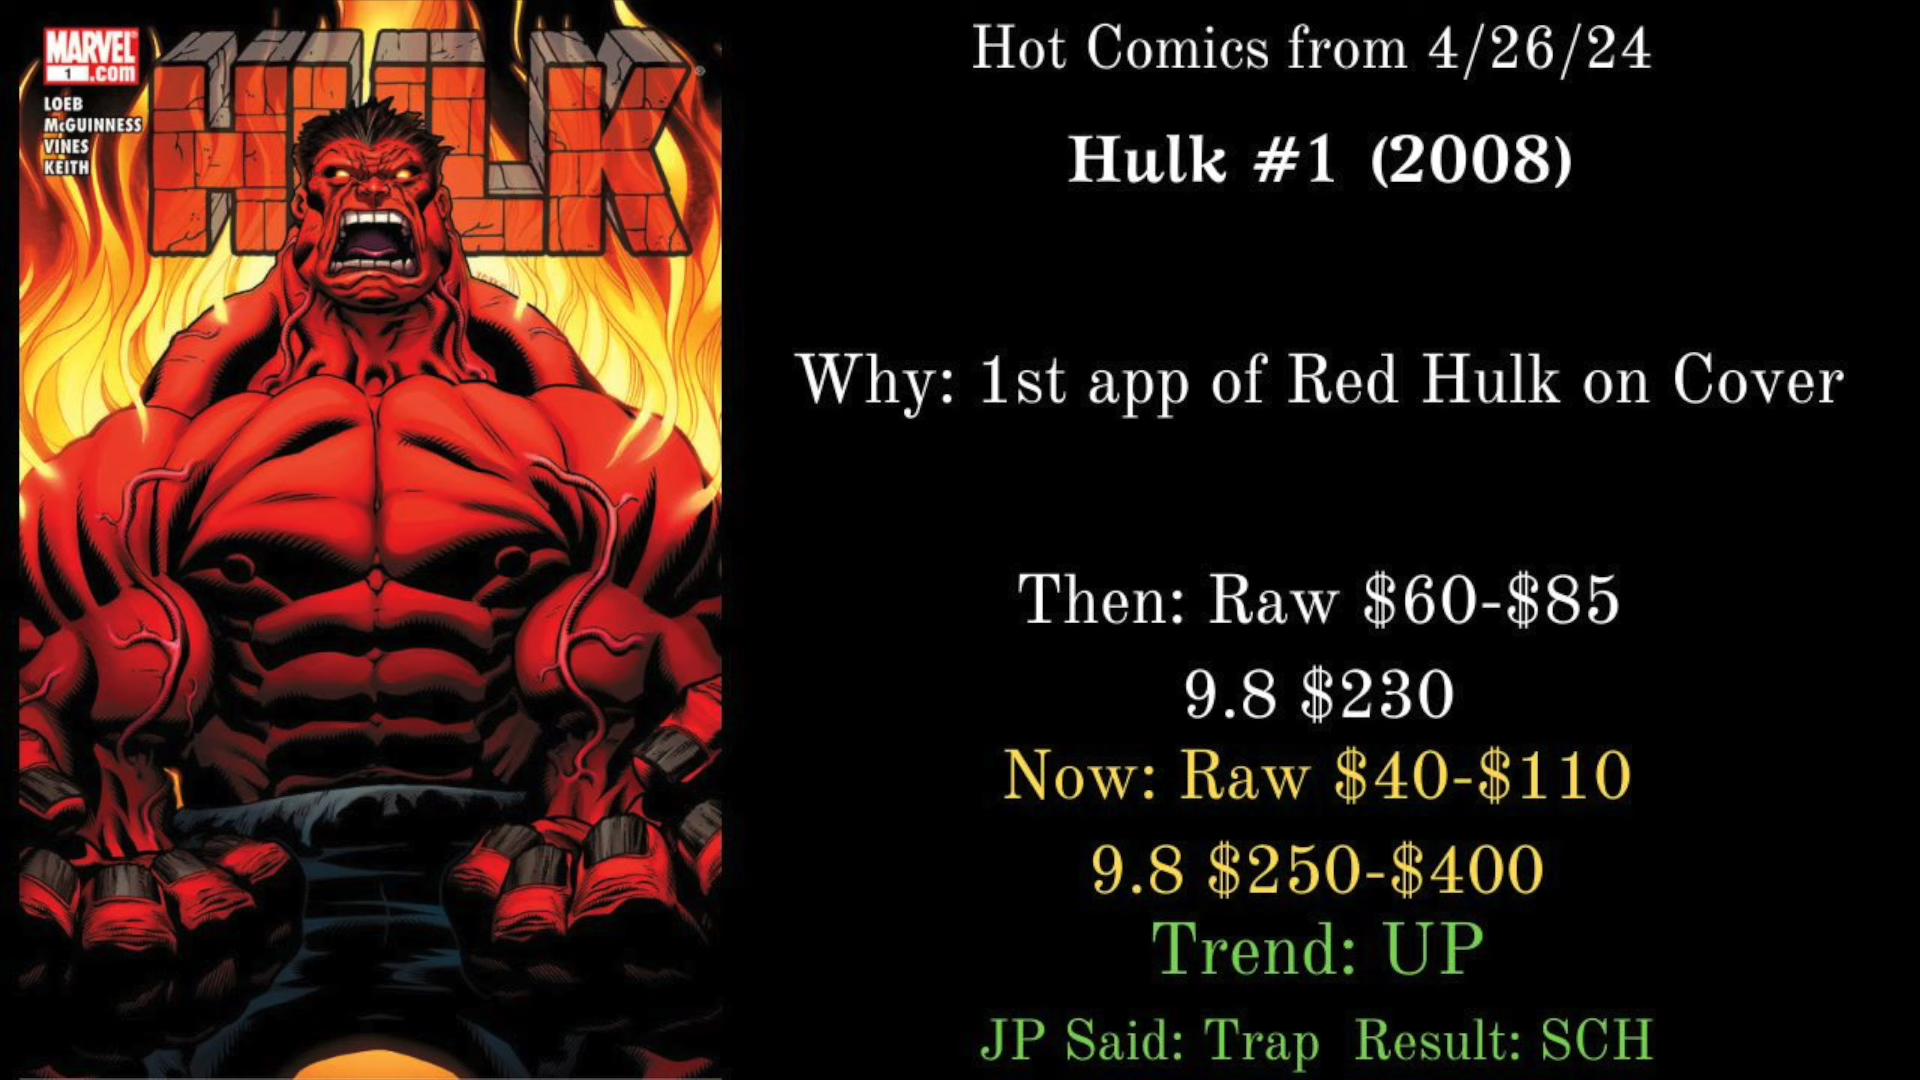 MARVEL
1 .com
LOEB
McGUINNESS
VINES
KEITH
HULK
Hot Comics from 4/26/24
Hulk #1 (2008)
Why: 1st app of Red Hulk on Cover
Then: Raw $60-$85
9.8 $230
Now: Raw $40-$110
9.8 $250-$400
Trend: UP
JP Said: Trap Result: SCH